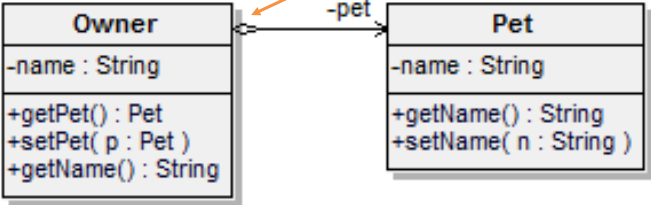 Owner
-name : String
+getPet() : Pet
+setPet( p : Pet )
+getName() : String
-pet
Pet
-name : String
+getName() : String
+setName( n : String )